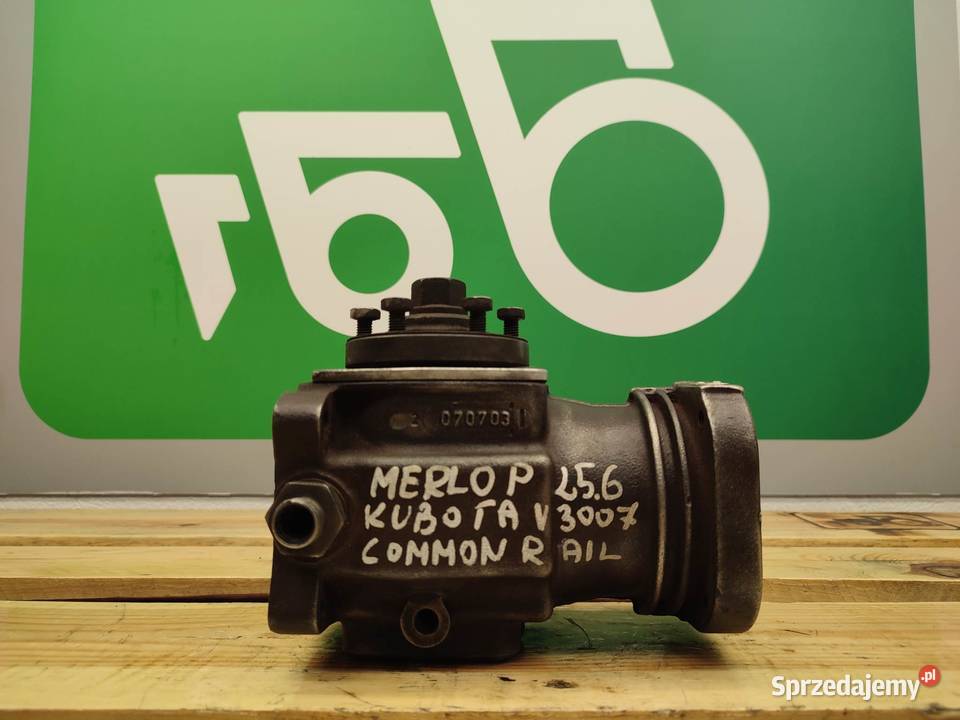 070703
MERLO P 25.6
KUBOTA V3007
COMMON RAIL
Sprzedajemy.pl